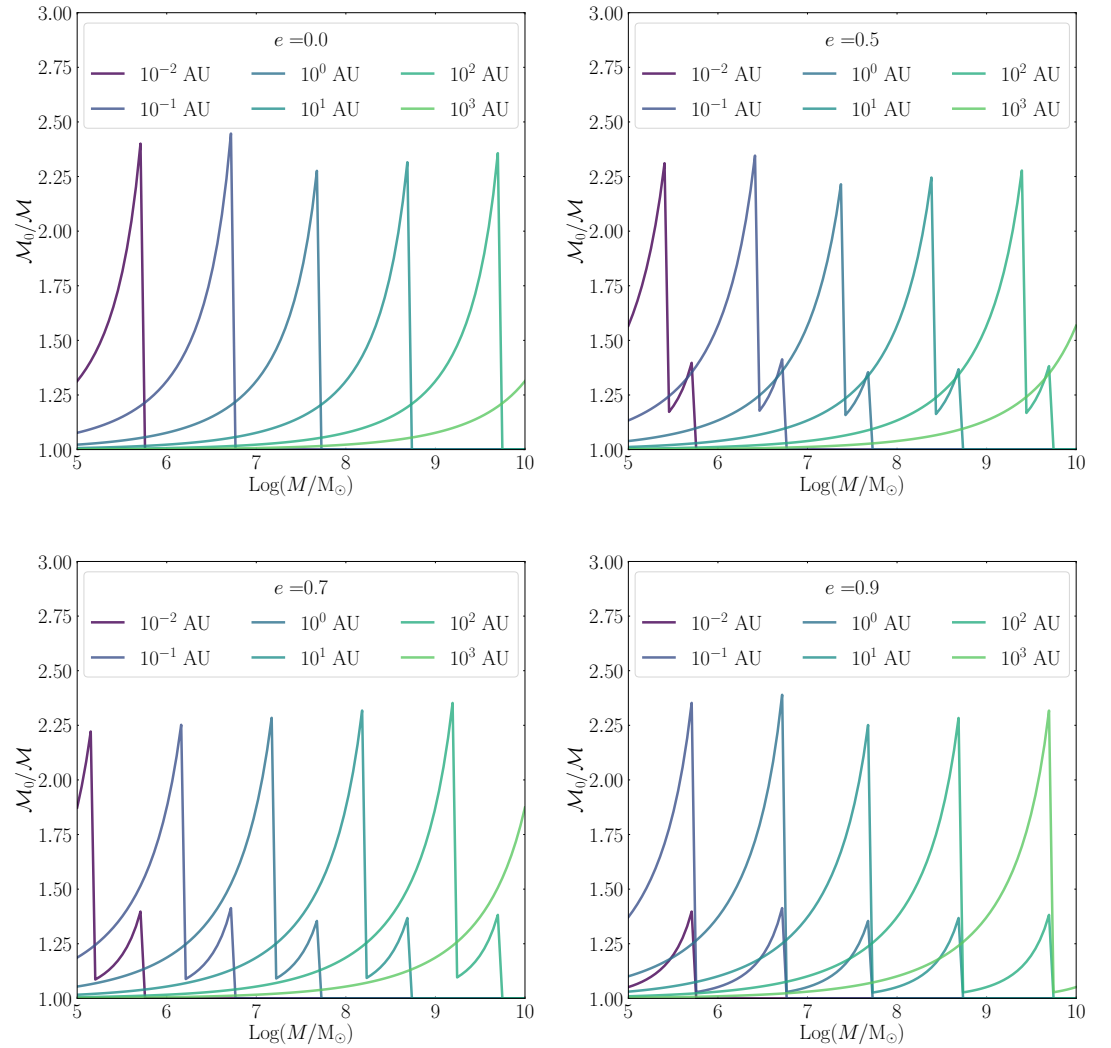 e =0.0
10⁻² AU 10⁰ AU 10² AU
10⁻¹ AU 10¹ AU 10³ AU
3.00
2.75
2.50
2.25
2.00
1.75
1.50
1.25
1.00
ℳ₀/ℳ
5 6 7 8 9 10
Log(M/M☉)
e =0.5
10⁻² AU 10⁰ AU 10² AU
10⁻¹ AU 10¹ AU 10³ AU
3.00
2.75
2.50
2.25
2.00
1.75
1.50
1.25
1.00
ℳ₀/ℳ
5 6 7 8 9 10
Log(M/M☉)
e =0.7
10⁻² AU 10⁰ AU 10² AU
10⁻¹ AU 10¹ AU 10³ AU
3.00
2.75
2.50
2.25
2.00
1.75
1.50
1.25
1.00
ℳ₀/ℳ
5 6 7 8 9 10
Log(M/M☉)
e =0.9
10⁻² AU 10⁰ AU 10² AU
10⁻¹ AU 10¹ AU 10³ AU
3.00
2.75
2.50
2.25
2.00
1.75
1.50
1.25
1.00
ℳ₀/ℳ
5 6 7 8 9 10
Log(M/M☉)